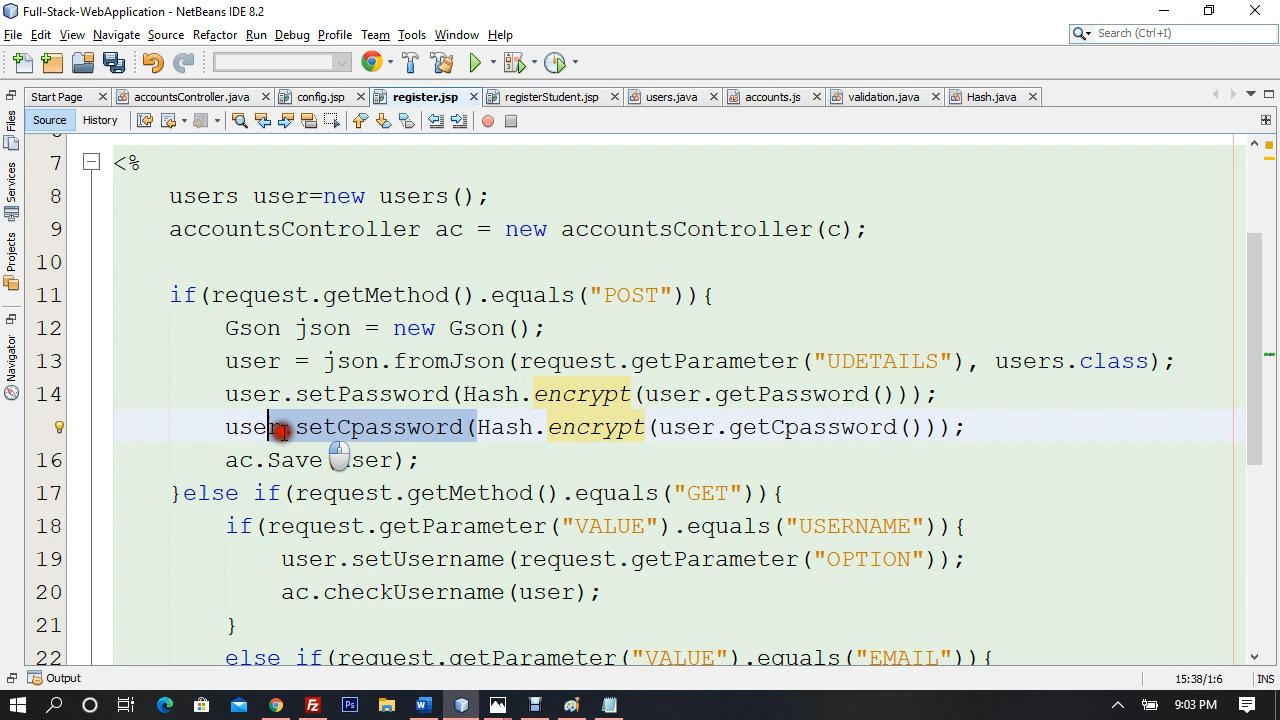 Full-Stack-WebApplication - NetBeans IDE 8.2
File Edit View Navigate Source Refactor Run Debug Profile Team Tools Window Help
Search (Ctrl+I)
Start Page accountsController.java config.jsp register.jsp registerStudent.jsp users.java accounts.js validation.java Hash.java
Source History
Files
Services
Projects
Navigator
7 <%
8 users user=new users();
9 accountsController ac = new accountsController(c);
10
11 if(request.getMethod().equals("POST")){
12 Gson json = new Gson();
13 user = json.fromJson(request.getParameter("UDETAILS"), users.class);
14 user.setPassword(Hash.encrypt(user.getPassword()));
user.setCpassword(Hash.encrypt(user.getCpassword()));
16 ac.Save user);
17 }else if(request.getMethod().equals("GET")){
18 if(request.getParameter("VALUE").equals("USERNAME")){
19 user.setUsername(request.getParameter("OPTION"));
20 ac.checkUsername(user);
21 }
22 else if(request.getParameter("VALUE").equals("EMAIL")){
Output
15:38/1:6 INS
9:03 PM